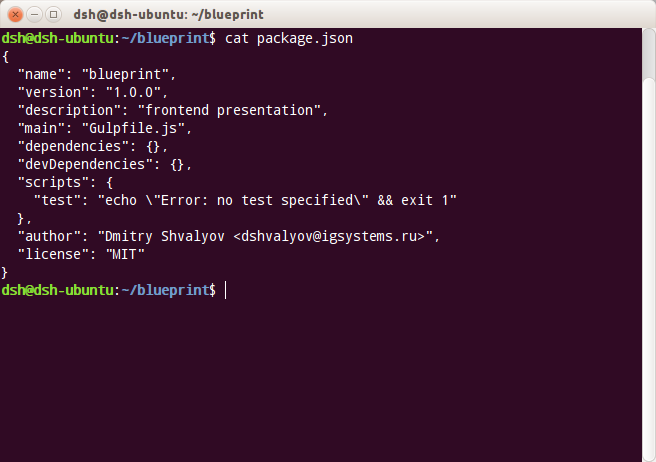 dsh@dsh-ubuntu: ~/blueprint
dsh@dsh-ubuntu:~/blueprint$ cat package.json
{
  "name": "blueprint",
  "version": "1.0.0",
  "description": "frontend presentation",
  "main": "Gulpfile.js",
  "dependencies": {},
  "devDependencies": {},
  "scripts": {
    "test": "echo \"Error: no test specified\" && exit 1"
  },
  "author": "Dmitry Shvalyov <dshvalyov@igsystems.ru>",
  "license": "MIT"
}
dsh@dsh-ubuntu:~/blueprint$